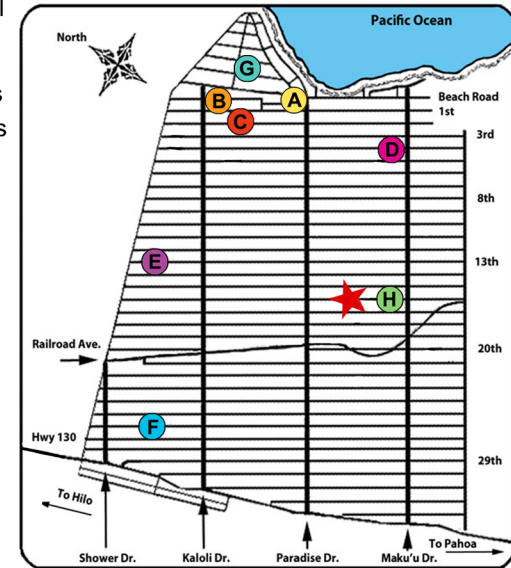 Pacific Ocean
North
G
B
A
C
Beach Road
1st
3rd
D
8th
E
13th
H
Railroad Ave.
20th
F
Hwy 130
29th
To Hilo
To Pahoa
Shower Dr.
Kaloli Dr.
Paradise Dr.
Maku'u Dr.